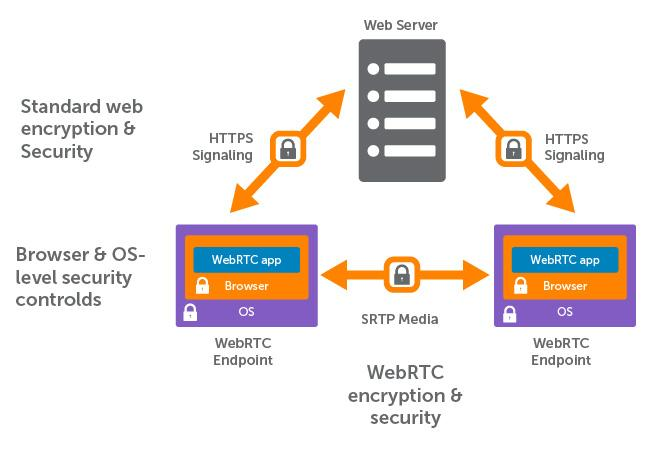 Web Server
Standard web
encryption &
Security
HTTPS
Signaling
HTTPS
Signaling
Browser & OS-
level security
controlds
WebRTC app
Browser
OS
WebRTC
Endpoint
SRTP Media
WebRTC app
Browser
OS
WebRTC
Endpoint
WebRTC
encryption &
security